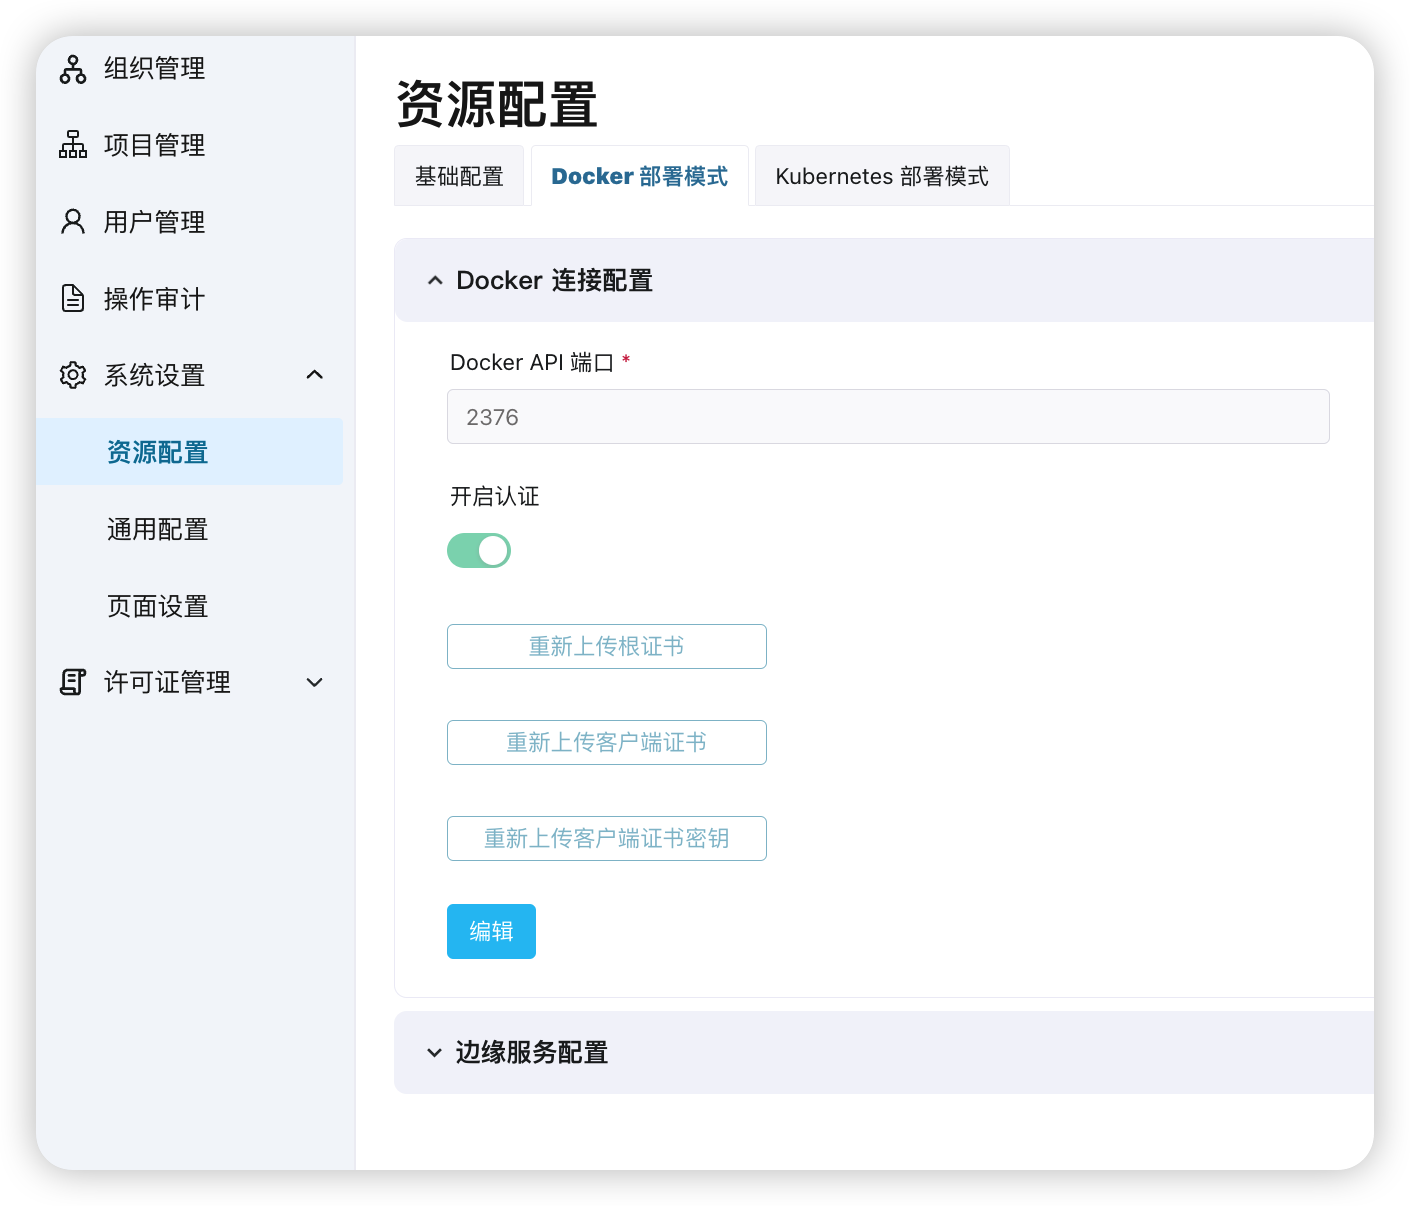 组织管理
项目管理
用户管理
操作审计
系统设置
资源配置
通用配置
页面设置
许可证管理
资源配置
基础配置
Docker 部署模式
Kubernetes 部署模式
Docker 连接配置
Docker API 端口 *
2376
开启认证
重新上传根证书
重新上传客户端证书
重新上传客户端证书密钥
编辑
边缘服务配置